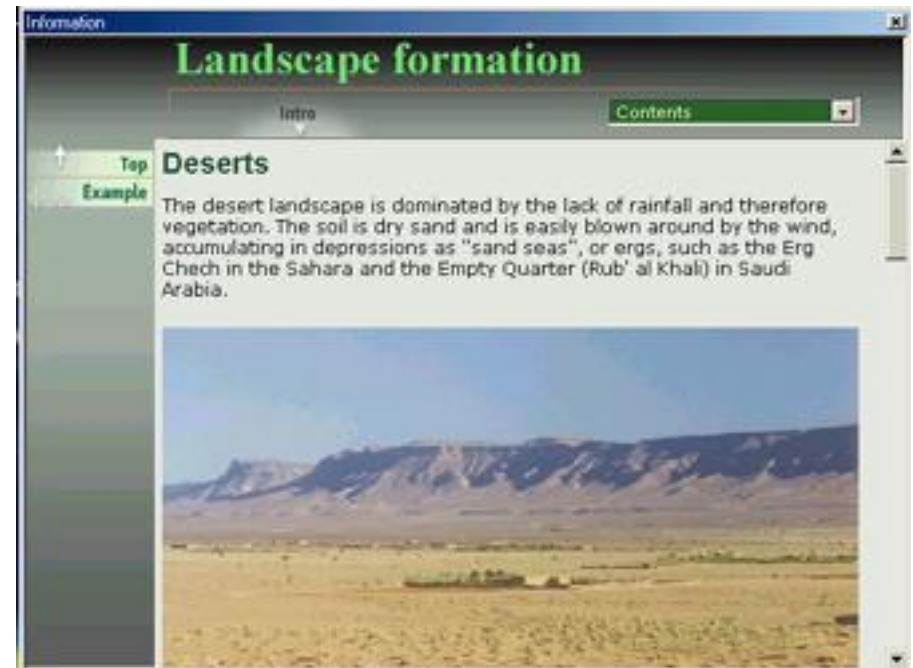 Information
Landscape formation
Intro
Contents
Top
Example
Deserts
The desert landscape is dominated by the lack of rainfall and therefore
vegetation. The soil is dry sand and is easily blown around by the wind,
accumulating in depressions as "sand seas", or ergs, such as the Erg
Chech in the Sahara and the Empty Quarter (Rub' al Khali) in Saudi
Arabia.